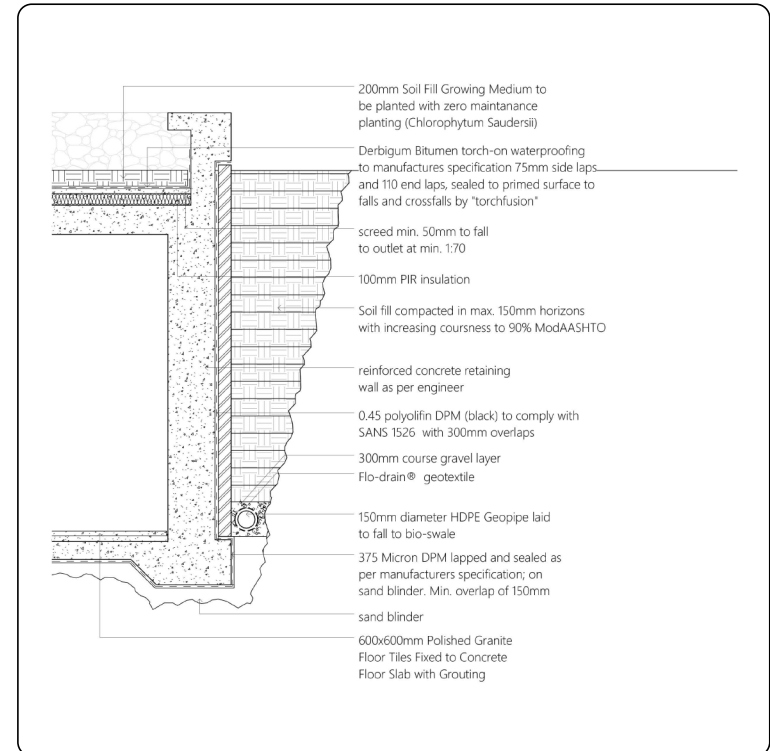 200mm Soil Fill Growing Medium to
be planted with zero maintanance
planting (Chlorophytum Saudersii)
Derbigum Bitumen torch-on waterproofing
to manufactures specification 75mm side laps
and 110 end laps, sealed to primed surface to
falls and crossfalls by "torchfusion"
screed min. 50mm to fall
to outlet at min. 1:70
100mm PIR insulation
Soil fill compacted in max. 150mm horizons
with increasing coursness to 90% ModAASHTO
reinforced concrete retaining
wall as per engineer
0.45 polyolifin DPM (black) to comply with
SANS 1526 with 300mm overlaps
300mm course gravel layer
Flo-drain® geotextile
150mm diameter HDPE Geopipe laid
to fall to bio-swale
375 Micron DPM lapped and sealed as
per manufacturers specification; on
sand blinder. Min. overlap of 150mm
sand blinder
600x600mm Polished Granite
Floor Tiles Fixed to Concrete
Floor Slab with Grouting